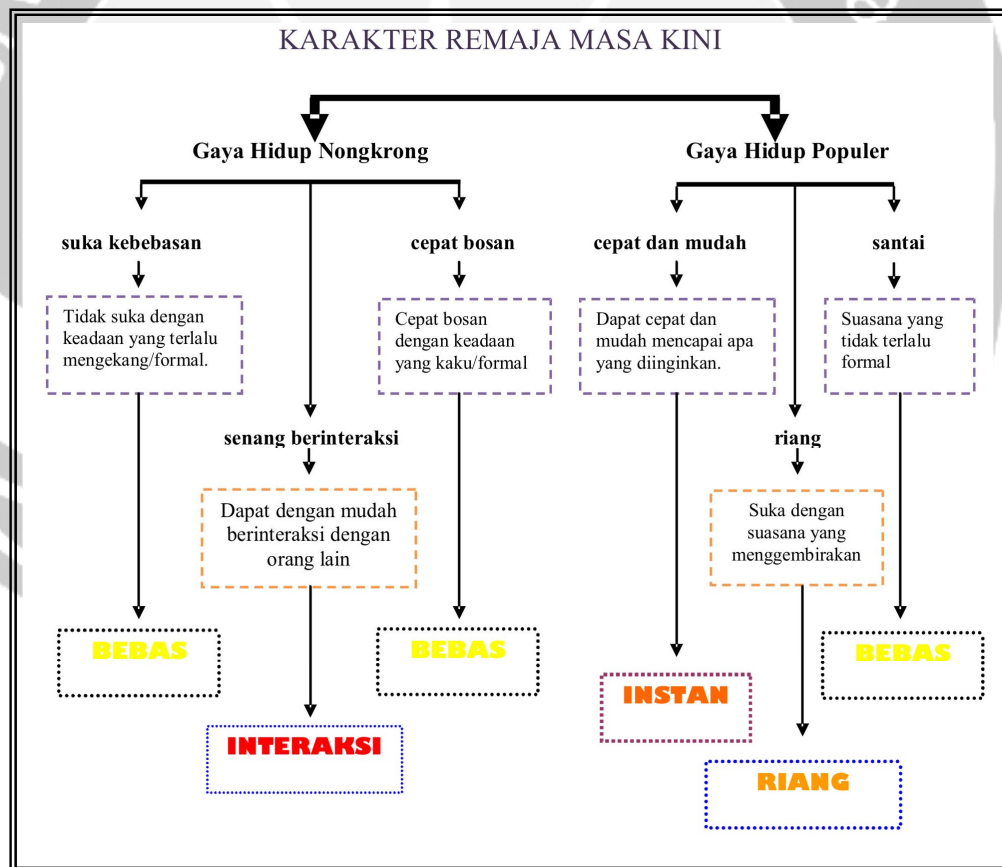 KARAKTER REMAJA MASA KINI
Gaya Hidup Nongkrong
Gaya Hidup Populer
suka kebebasan
cepat bosan
cepat dan mudah
santai
Tidak suka dengan
keadaan yang terlalu
mengekang/formal.
Cepat bosan
dengan keadaan
yang kaku/formal
Dapat cepat dan
mudah mencapai apa
yang diinginkan.
Suasana yang
tidak terlalu
formal
senang berinteraksi
riang
Dapat dengan mudah
berinteraksi dengan
orang lain
Suka dengan
suasana yang
menggembirakan
BEBAS
BEBAS
BEBAS
INSTAN
INTERAKSI
RIANG